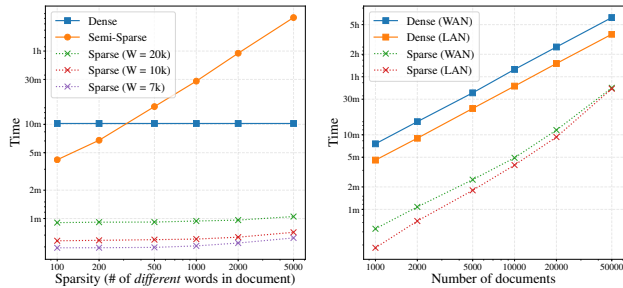 Dense
Semi-Sparse
Sparse (W = 20k)
Sparse (W = 10k)
Sparse (W = 7k)
1h
30m
10m
5m
2m
1m
Time
100 200 500 1000 2000 5000
Sparsity (# of different words in document)
Dense (WAN)
Dense (LAN)
Sparse (WAN)
Sparse (LAN)
5h
2h
1h
30m
10m
5m
2m
1m
Time
1000 2000 5000 10000 20000 50000
Number of documents